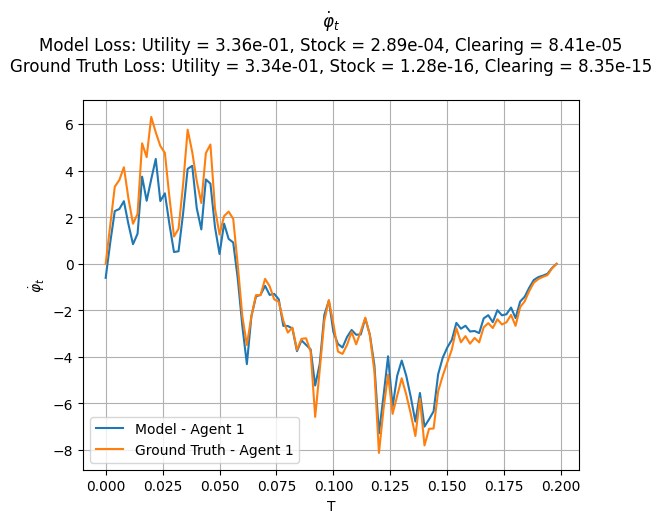 φ̇ₜ
Model Loss: Utility = 3.36e-01, Stock = 2.89e-04, Clearing = 8.41e-05
Ground Truth Loss: Utility = 3.34e-01, Stock = 1.28e-16, Clearing = 8.35e-15
φ̇ₜ
6
4
2
0
−2
−4
−6
−8
Model - Agent 1
Ground Truth - Agent 1
0.000 0.025 0.050 0.075 0.100 0.125 0.150 0.175 0.200
T